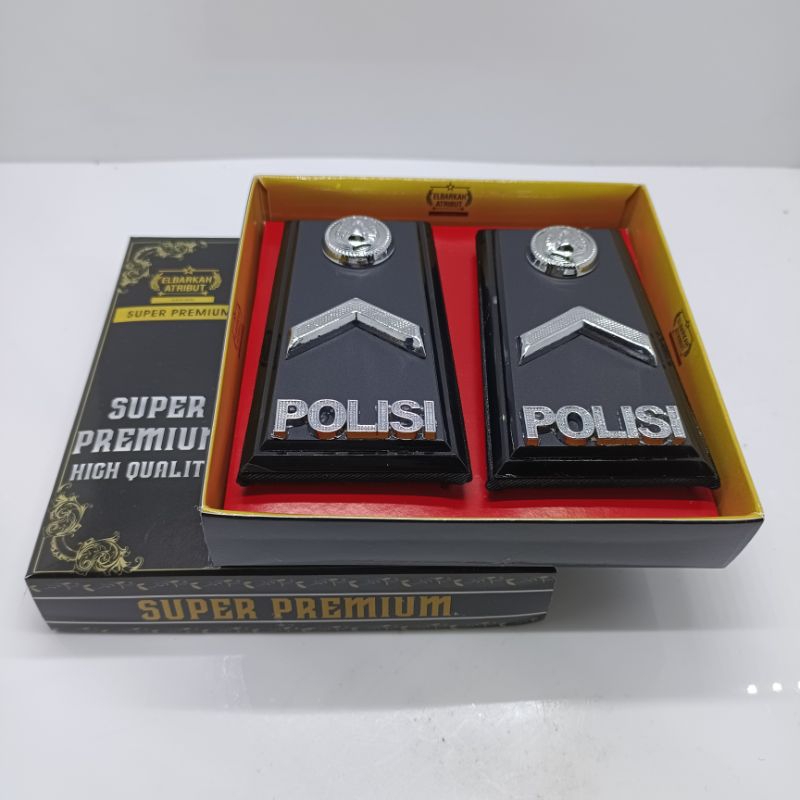 ELBARKAH
ATRIBUT
ELBARKAH
ATRIBUT
SUPER PREMIUM
SUPER
PREMIUM
HIGH QUALIT
POLISI
POLISI
SUPER PREMIUM